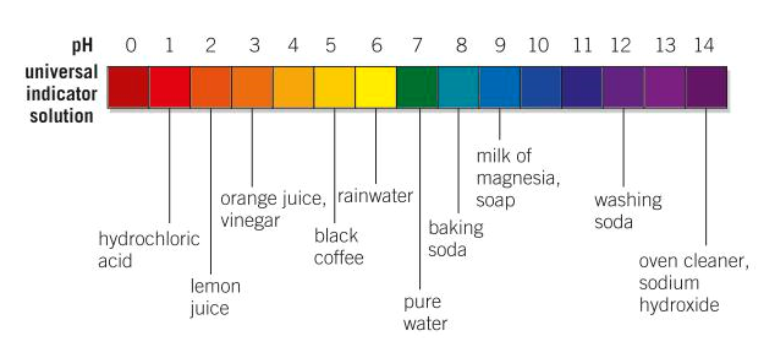 pH 0 1 2 3 4 5 6 7 8 9 10 11 12 13 14
universal
indicator
solution
hydrochloric
acid
lemon
juice
orange juice,
vinegar
black
coffee
rainwater
pure
water
baking
soda
milk of
magnesia,
soap
washing
soda
oven cleaner,
sodium
hydroxide